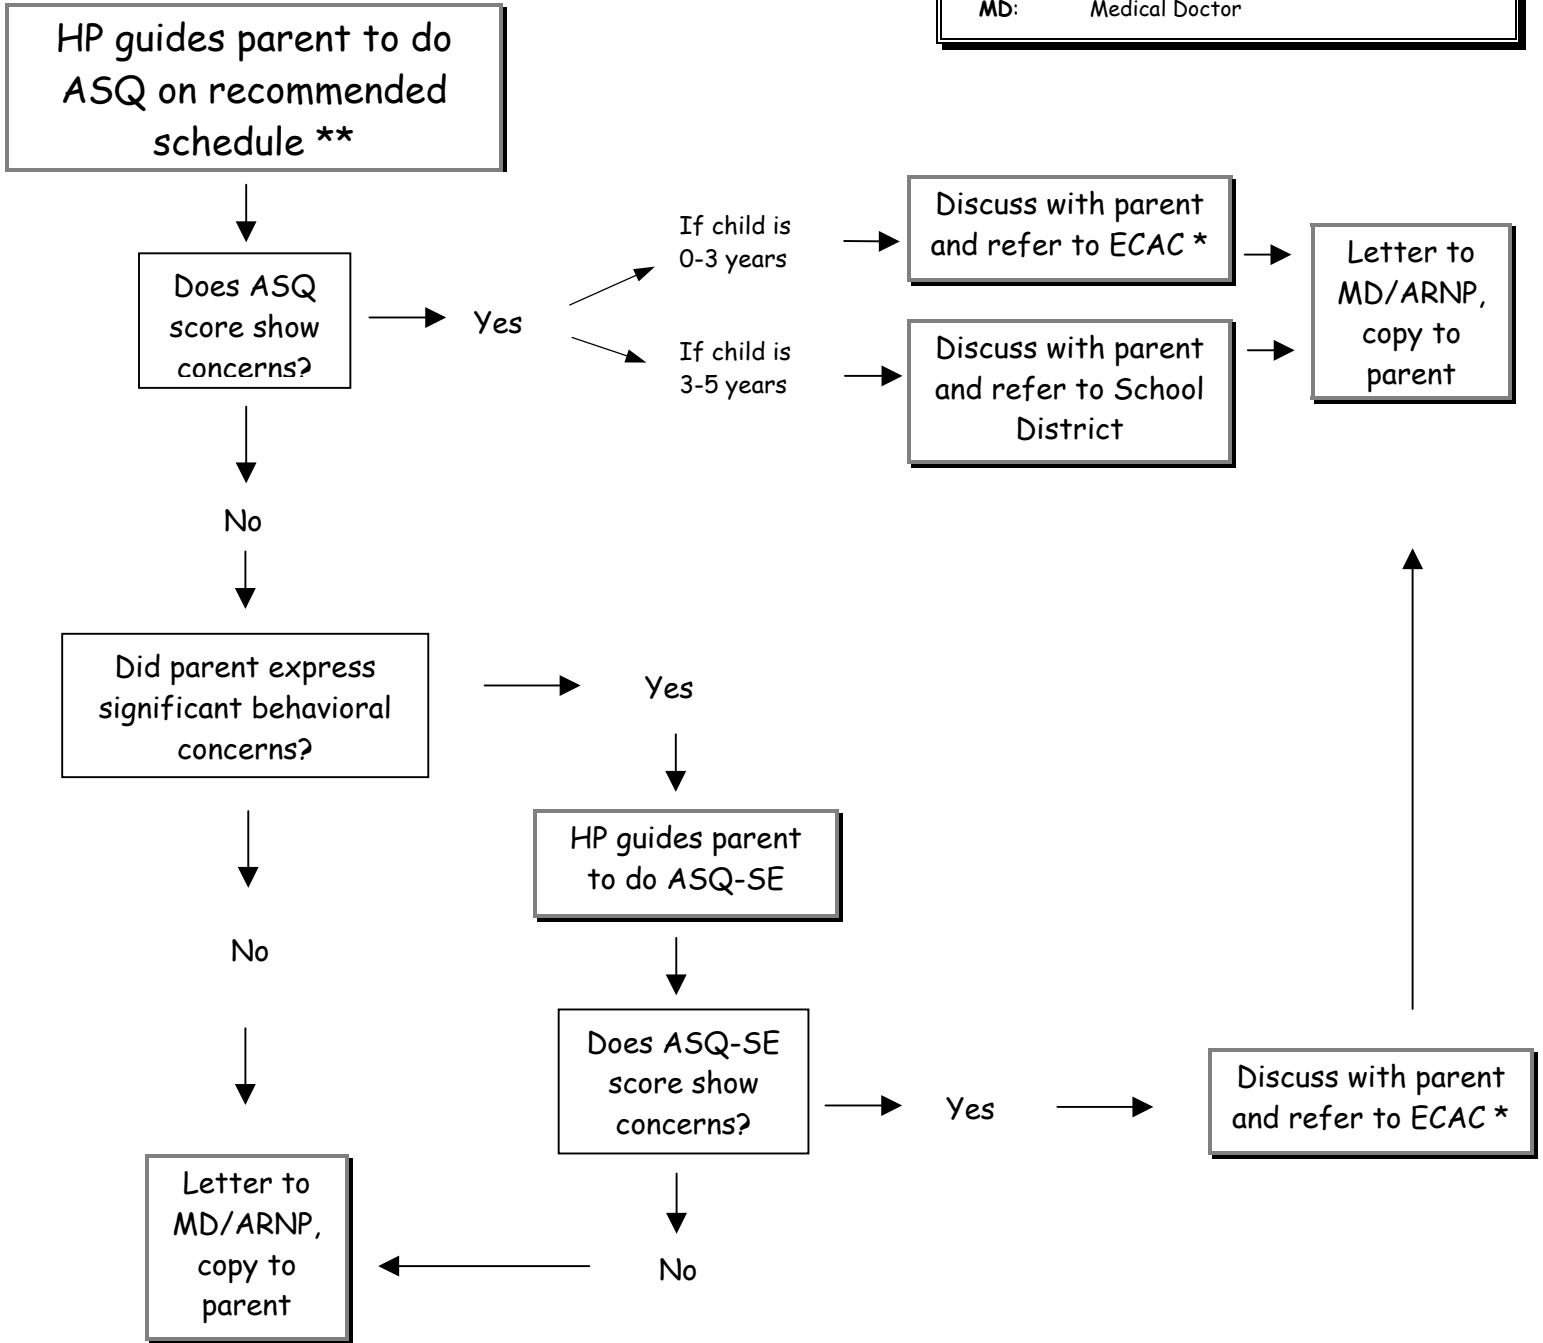 MD: Medical Doctor
HP guides parent to do
ASQ on recommended
schedule **
Does ASQ
score show
concerns?
Yes
If child is
0-3 years
Discuss with parent
and refer to ECAC *
If child is
3-5 years
Discuss with parent
and refer to School
District
Letter to
MD/ARNP,
copy to
parent
No
Did parent express
significant behavioral
concerns?
Yes
HP guides parent
to do ASQ-SE
No
Does ASQ-SE
score show
concerns?
Yes
Discuss with parent
and refer to ECAC *
Letter to
MD/ARNP,
copy to
parent
No